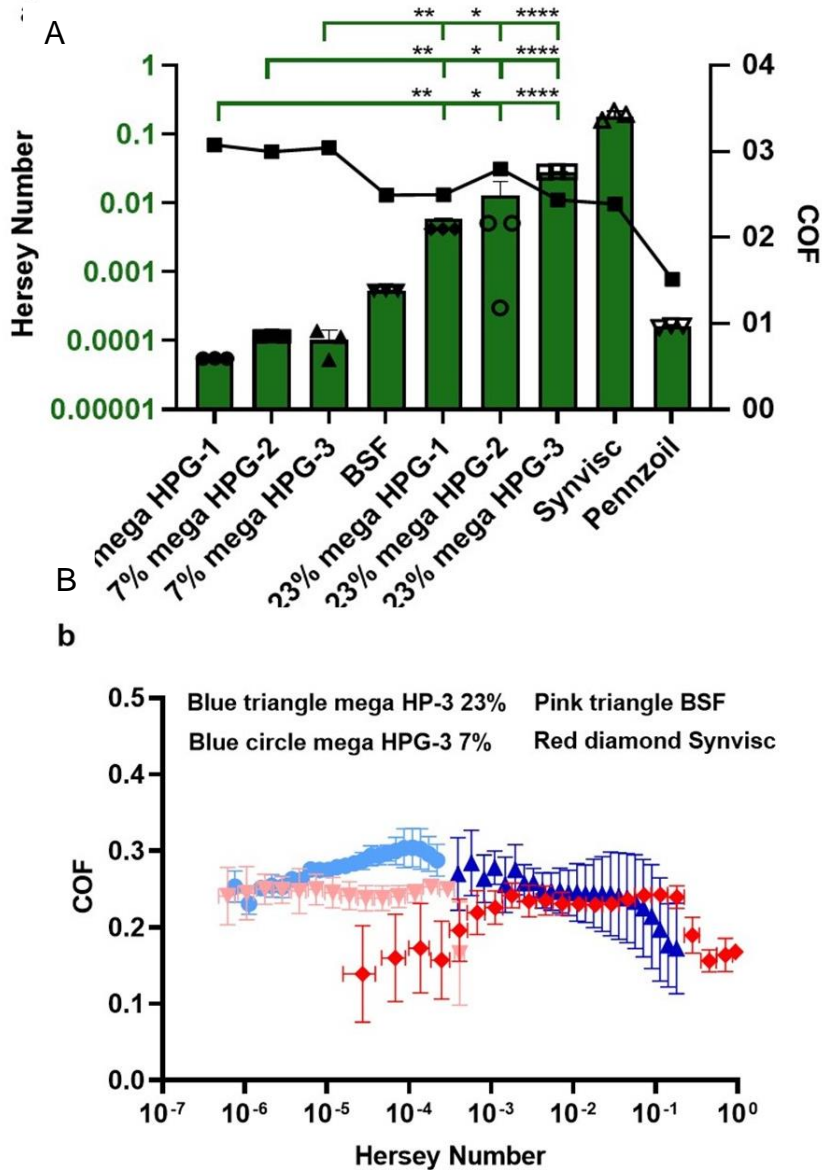 A
** * ****
** * ****
** * ****
1
0.1
0.01
0.001
0.0001
0.00001
Hersey Number
04
03
02
01
00
COF
mega HPG-1
7% mega HPG-2
7% mega HPG-3
BSF
23% mega HPG-1
23% mega HPG-2
23% mega HPG-3
Synvisc
Pennzoil
B
b
Blue triangle mega HP-3 23% Pink triangle BSF
Blue circle mega HPG-3 7% Red diamond Synvisc
0.5
0.4
0.3
0.2
0.1
0.0
COF
10⁻⁷ 10⁻⁶ 10⁻⁵ 10⁻⁴ 10⁻³ 10⁻² 10⁻¹ 10⁰
Hersey Number